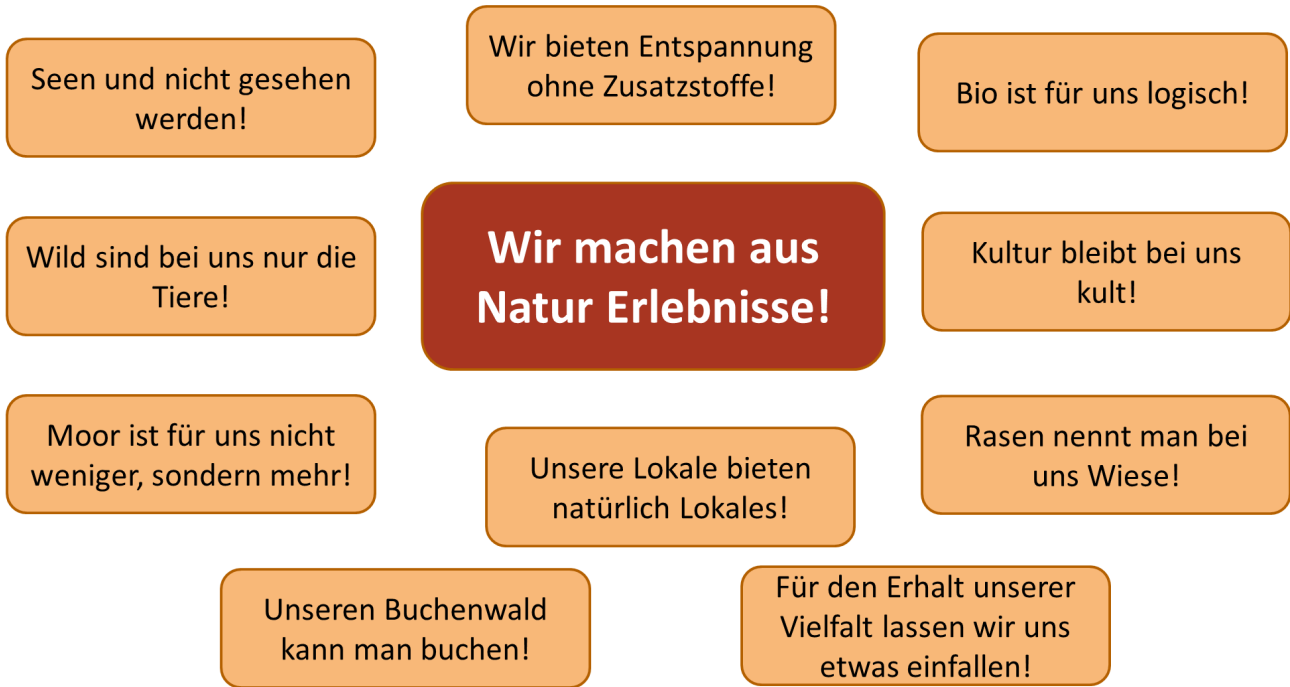 Seen und nicht gesehen
werden!
Wir bieten Entspannung
ohne Zusatzstoffe!
Bio ist für uns logisch!
Wild sind bei uns nur die
Tiere!
Wir machen aus
Natur Erlebnisse!
Kultur bleibt bei uns
kult!
Moor ist für uns nicht
weniger, sondern mehr!
Unsere Lokale bieten
natürlich Lokales!
Rasen nennt man bei
uns Wiese!
Unseren Buchenwald
kann man buchen!
Für den Erhalt unserer
Vielfalt lassen wir uns
etwas einfallen!